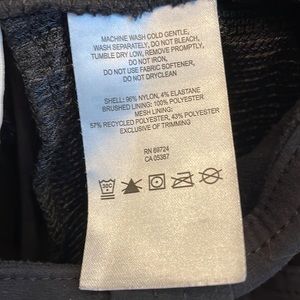 MACHINE WASH COLD GENTLE,
WASH SEPARATELY, DO NOT BLEACH,
TUMBLE DRY LOW, REMOVE PROMPTLY,
DO NOT IRON,
DO NOT USE FABRIC SOFTENER,
DO NOT DRYCLEAN
SHELL: 96% NYLON, 4% ELASTANE
BRUSHED LINING: 100% POLYESTER
MESH LINING:
57% RECYCLED POLYESTER, 43% POLYESTER
EXCLUSIVE OF TRIMMING
RN 69724
CA 05367
30C